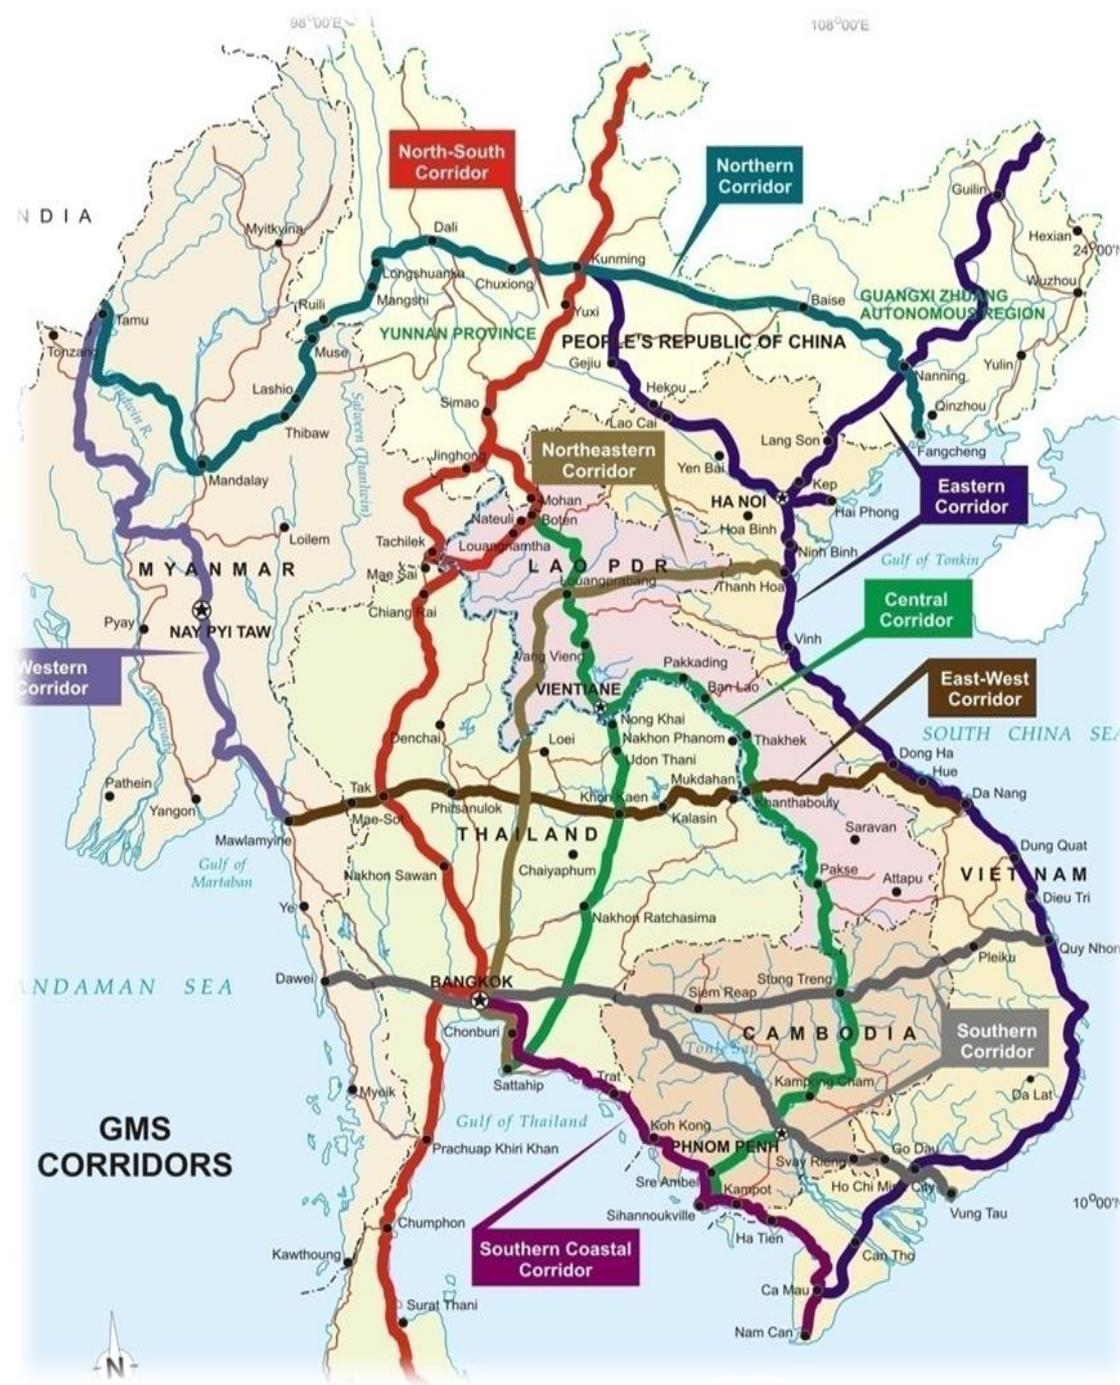 98°00'E
108°00'E
North-South
Corridor
Northern
Corridor
Guilin
NDIA
Myitkyina
Dali
Hexian
24°00'N
Kunming
Longshuanka
Chuxiong
Wuzhou
Mangshi
Baise
GUANGXI ZHUANG
AUTONOMOUS REGION
Ruili
Yuxi
Tamu
YUNNAN PROVINCE
PEOPLE'S REPUBLIC OF CHINA
Tonzang
Muse
Gejiu
Yulin
Nanning
Lashio
Hekou
Simao
Qinzhou
Salween (Thanlwin)
Lao Cai
Thibaw
Lang Son
Northeastern
Corridor
Fangcheng
Jinghong
Yen Bai
Mandalay
Kep
Eastern
Corridor
Mohan
HA NOI
Hai Phong
Nateuli
Boten
Hoa Binh
Loilem
Tachilek
Louangnamtha
Ninh Binh
Gulf of Tonkin
MYANMAR
LAO PDR
Mae Sai
Louangprabang
Thanh Hoa
Central
Corridor
Chiang Rai
Pyay
NAY PYI TAW
Vinh
Western
Corridor
Vang Vieng
Pakkading
East-West
Corridor
VIENTIANE
Ban Lao
Ayeyawady
Nong Khai
SOUTH CHINA SEA
Denchai
Loei
Nakhon Phanom
Thakhek
Dong Ha
Udon Thani
Hue
Pathein
Tak
Mukdahan
Yangon
Phitsanulok
Khon Kaen
Khanthabouly
Da Nang
Mae-Sot
Kalasin
Mawlamyine
THAILAND
Saravan
Dung Quat
Gulf of
Martaban
Nakhon Sawan
Chaiyaphum
Pakse
Attapu
VIET NAM
Dieu Tri
Ye
Nakhon Ratchasima
Quy Nhon
Pleiku
Dawei
BANGKOK
Stung Treng
ANDAMAN SEA
Siem Reap
Chonburi
CAMBODIA
Southern
Corridor
Tonle Sap
Sattahip
Trat
Kampong Cham
Myeik
Da Lat
Gulf of Thailand
GMS
CORRIDORS
Koh Kong
Prachuap Khiri Khan
PHNOM PENH
Go Dau
Svay Rieng
Sre Ambel
Ho Chi Minh City
Kampot
10°00'N
Sihannoukville
Vung Tau
Chumphon
Southern Coastal
Corridor
Ha Tien
Kawthoung
Can Tho
Ca Mau
Surat Thani
Nam Can
N